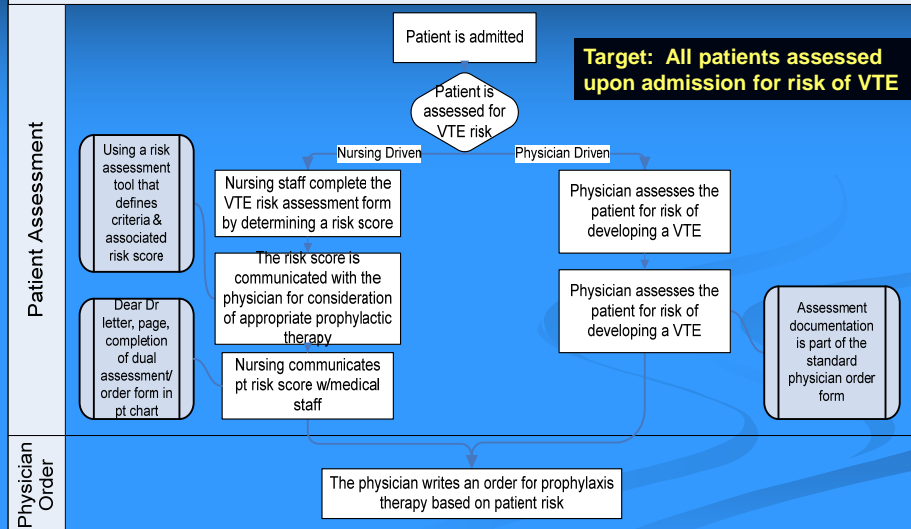 Patient is admitted
Target:  All patients assessed
upon admission for risk of VTE
Patient is
assessed for
VTE risk
Nursing Driven
Physician Driven
Patient Assessment
Using a risk
assessment
tool that
defines
criteria &
associated
risk score
Nursing staff complete the
VTE risk assessment form
by determining a risk score
Physician assesses the
patient for risk of
developing a VTE
The risk score is
communicated with the
physician for consideration
of appropriate prophylactic
therapy
Physician assesses the
patient for risk of
developing a VTE
Dear Dr
letter, page,
completion
of dual
assessment/
order form in
pt chart
Assessment
documentation
is part of the
standard
physician order
form
Nursing communicates
pt risk score w/medical
staff
Physician
Order
The physician writes an order for prophylaxis
therapy based on patient risk